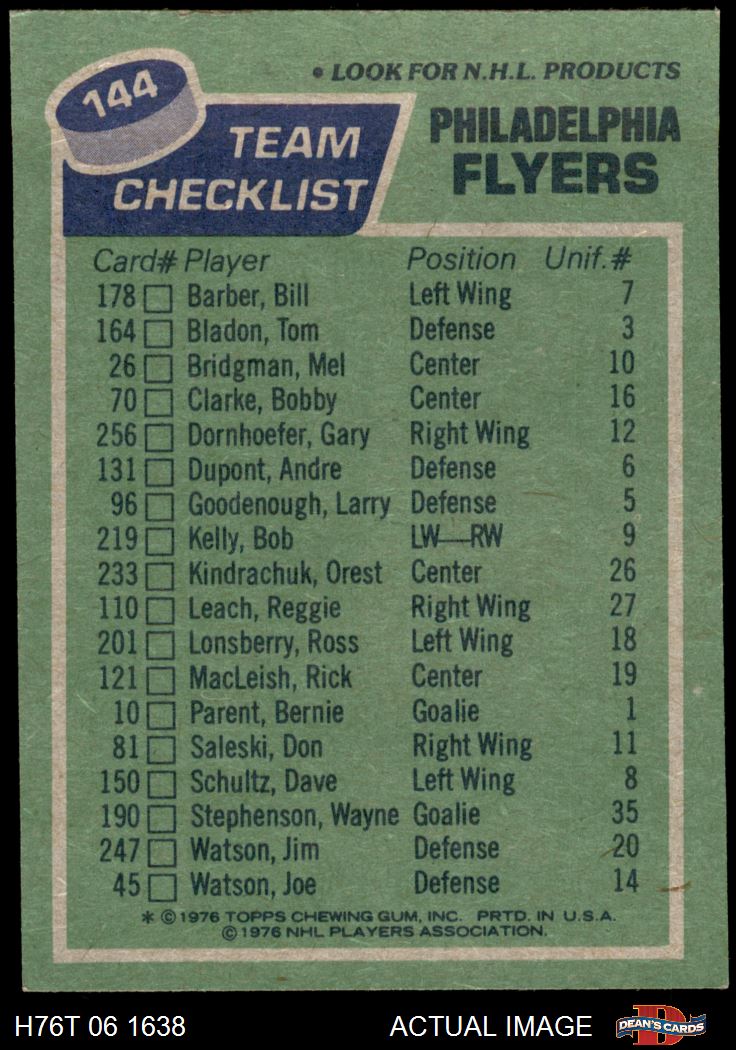 144
• LOOK FOR N.H.L. PRODUCTS
TEAM CHECKLIST
PHILADELPHIA
FLYERS
Card# Player Position Unif.#
178 Barber, Bill Left Wing 7
164 Bladon, Tom Defense 3
26 Bridgman, Mel Center 10
70 Clarke, Bobby Center 16
256 Dornhoefer, Gary Right Wing 12
131 Dupont, Andre Defense 6
96 Goodenough, Larry Defense 5
219 Kelly, Bob LW—RW 9
233 Kindrachuk, Orest Center 26
110 Leach, Reggie Right Wing 27
201 Lonsberry, Ross Left Wing 18
121 MacLeish, Rick Center 19
10 Parent, Bernie Goalie 1
81 Saleski, Don Right Wing 11
150 Schultz, Dave Left Wing 8
190 Stephenson, Wayne Goalie 35
247 Watson, Jim Defense 20
45 Watson, Joe Defense 14
* © 1976 TOPPS CHEWING GUM, INC. PRTD. IN U.S.A.
© 1976 NHL PLAYERS ASSOCIATION.
H76T 06 1638 ACTUAL IMAGE D DEAN'S CARDS